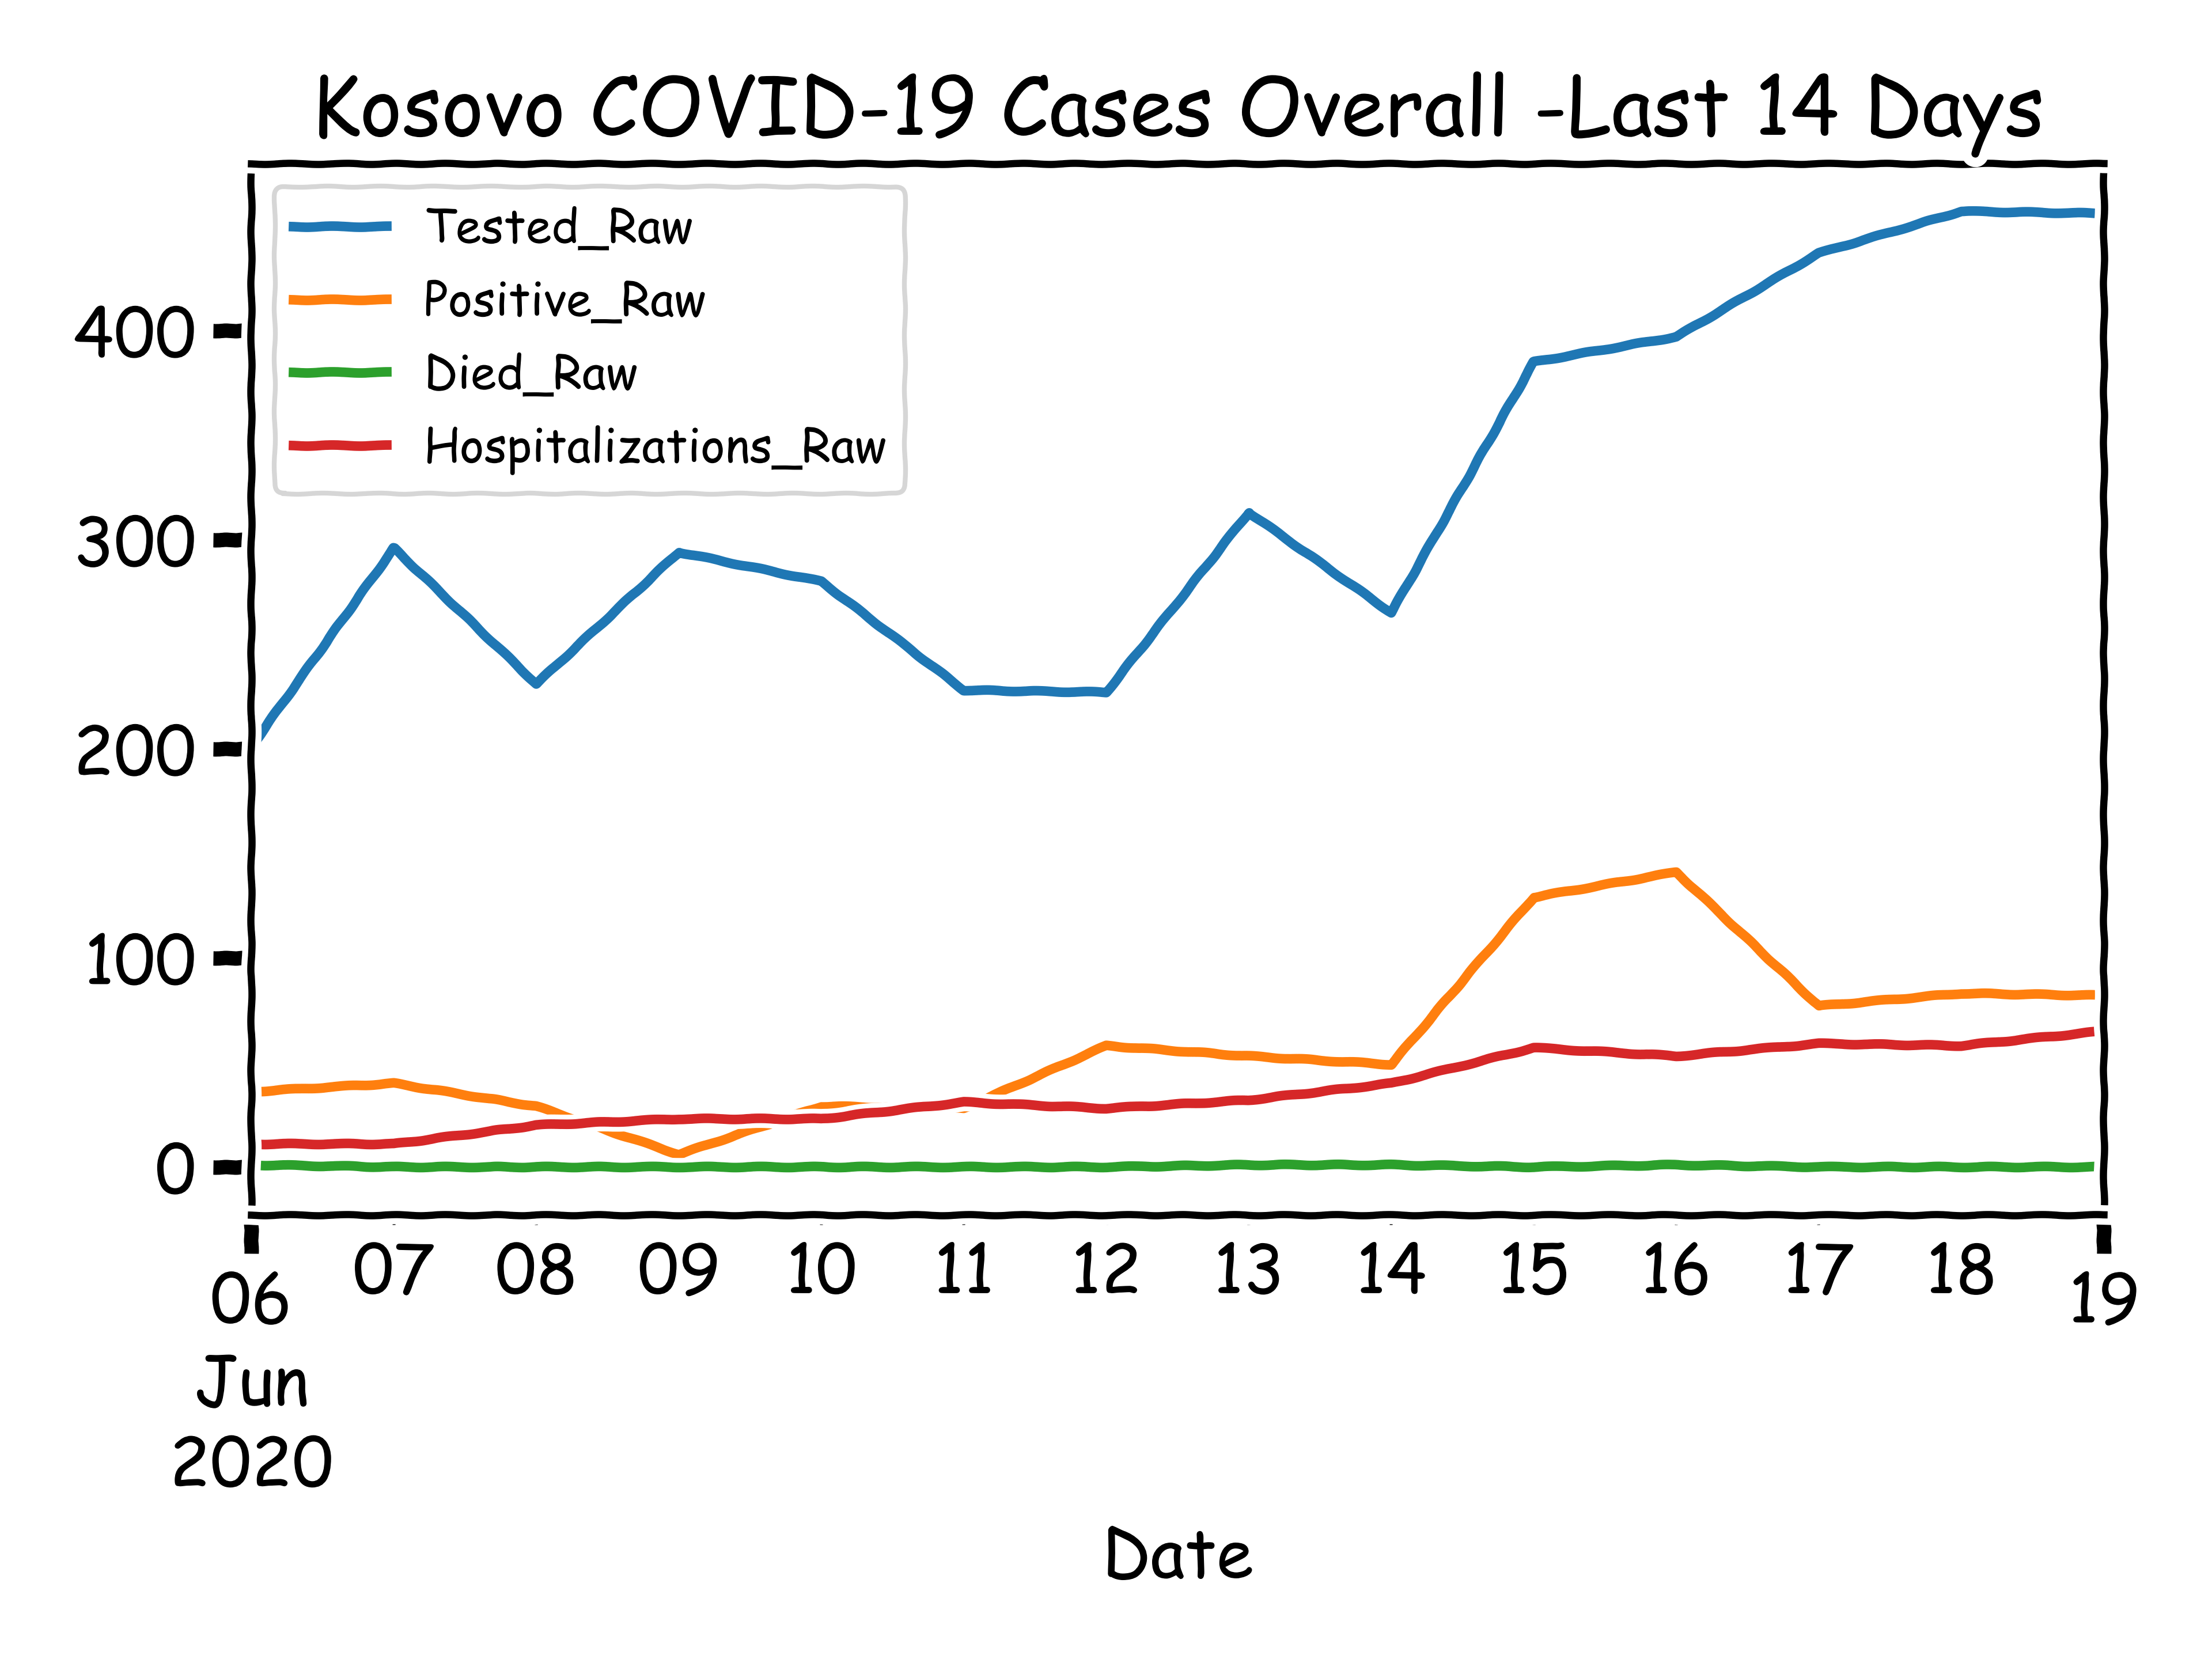 Kosovo COVID-19 Cases Overall -Last 14 Days
Tested_Raw
Positive_Raw
Died_Raw
Hospitalizations_Raw
400
300
200
100
0
06 07 08 09 10 11 12 13 14 15 16 17 18 19
Jun
2020
Date